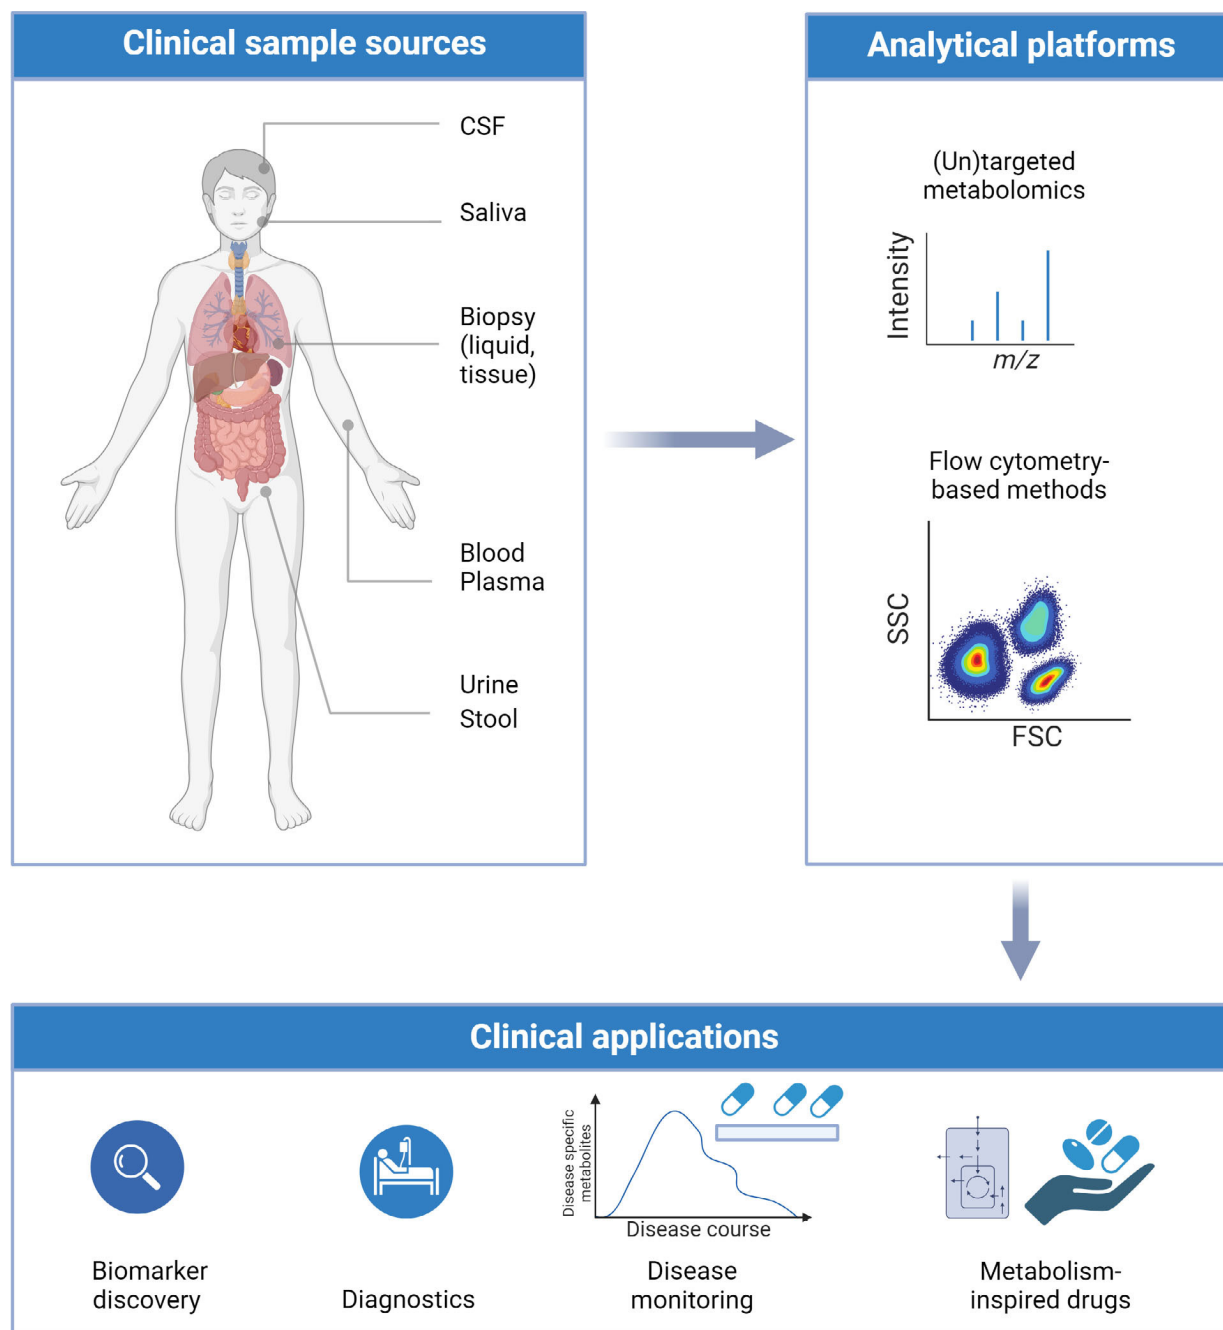 Clinical sample sources
CSF
Saliva
Biopsy
(liquid,
tissue)
Blood
Plasma
Urine
Stool
Analytical platforms
(Un)targeted
metabolomics
Intensity
m/z
Flow cytometry-
based methods
SSC
FSC
Clinical applications
Biomarker
discovery
Diagnostics
Disease specific
metabolites
Disease course
Disease
monitoring
Metabolism-
inspired drugs